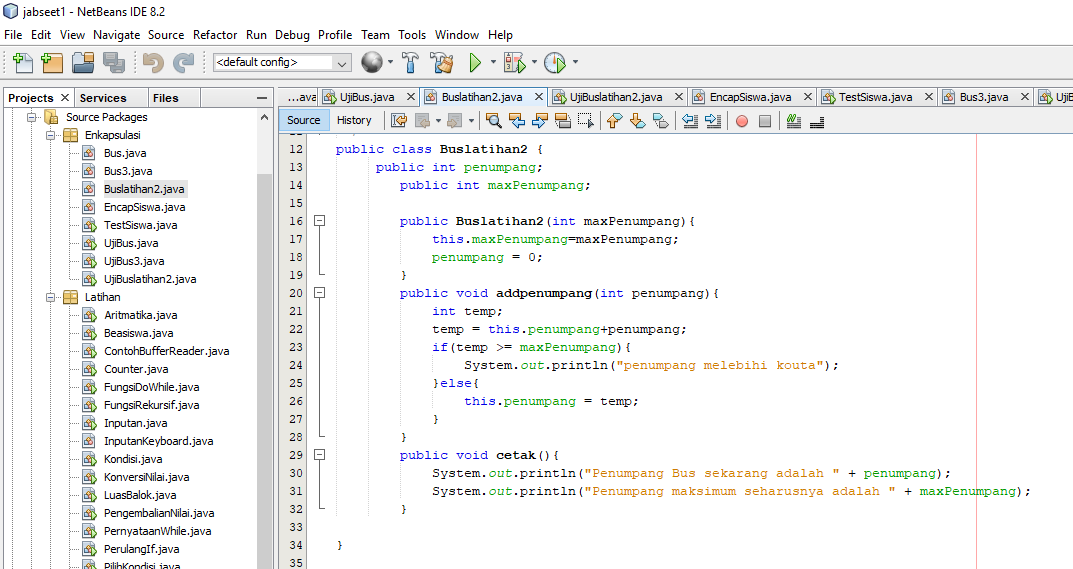 jabseet1 - NetBeans IDE 8.2
File Edit View Navigate Source Refactor Run Debug Profile Team Tools Window Help
<default config>
Projects Services Files
Source Packages
Enkapsulasi
Bus.java
Bus3.java
Buslatihan2.java
EncapSiswa.java
TestSiswa.java
UjiBus.java
UjiBus3.java
UjiBuslatihan2.java
Latihan
Aritmatika.java
Beasiswa.java
ContohBufferReader.java
Counter.java
FungsiDoWhile.java
FungsiRekursif.java
Inputan.java
InputanKeyboard.java
Kondisi.java
KonversiNilai.java
LuasBalok.java
PengembalianNilai.java
PernyataanWhile.java
PerulangIf.java
PilihKondisi.java
...ava UjiBus.java Buslatihan2.java UjiBuslatihan2.java EncapSiswa.java TestSiswa.java Bus3.java Uji
Source History
12 public class Buslatihan2 {
13 public int penumpang;
14 public int maxPenumpang;
15
16 public Buslatihan2(int maxPenumpang){
17 this.maxPenumpang=maxPenumpang;
18 penumpang = 0;
19 }
20 public void addpenumpang(int penumpang){
21 int temp;
22 temp = this.penumpang+penumpang;
23 if(temp >= maxPenumpang){
24 System.out.println("penumpang melebihi kouta");
25 }else{
26 this.penumpang = temp;
27 }
28 }
29 public void cetak(){
30 System.out.println("Penumpang Bus sekarang adalah " + penumpang);
31 System.out.println("Penumpang maksimum seharusnya adalah " + maxPenumpang);
32 }
33
34 }
35